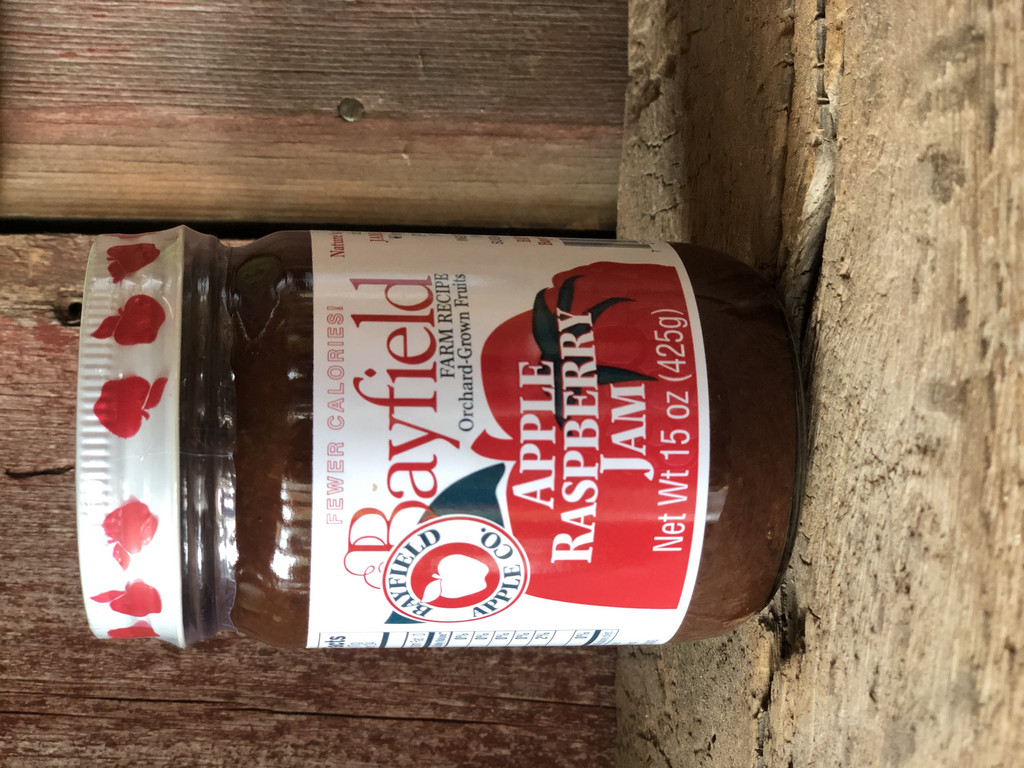 FEWER CALORIES!
Bayfield
FARM RECIPE
Orchard-Grown Fruits
BAYFIELD
APPLE CO.
APPLE
RASPBERRY
JAM
Net Wt 15 oz (425g)